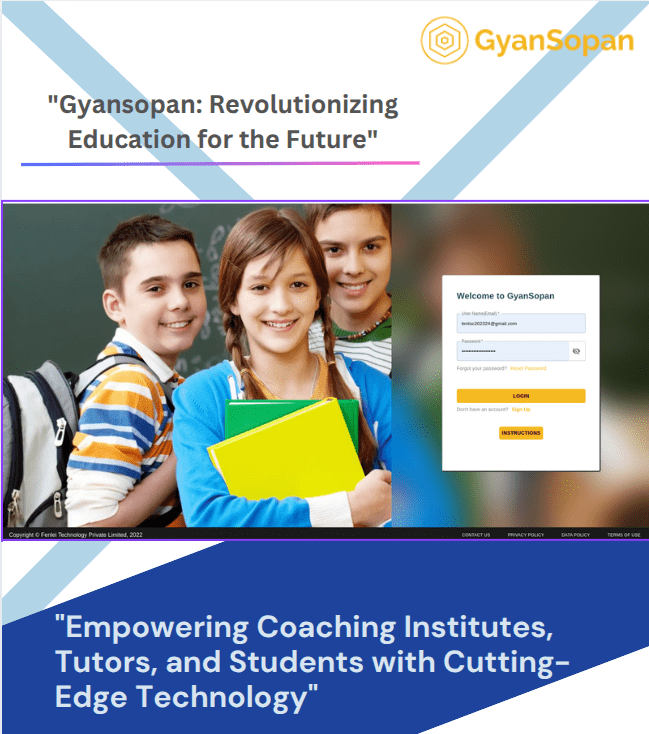 GyanSopan
"Gyansopan: Revolutionizing
Education for the Future"
Welcome to GyanSopan
User Name(Email) *
Password *
Forgot your password? Reset Password
LOGIN
Don't have an account? Sign Up
INSTRUCTIONS
Copyright © Fentel Technology Private Limited, 2022
CONTACT US PRIVACY POLICY DATA POLICY TERMS OF USE
"Empowering Coaching Institutes,
Tutors, and Students with Cutting-
Edge Technology"